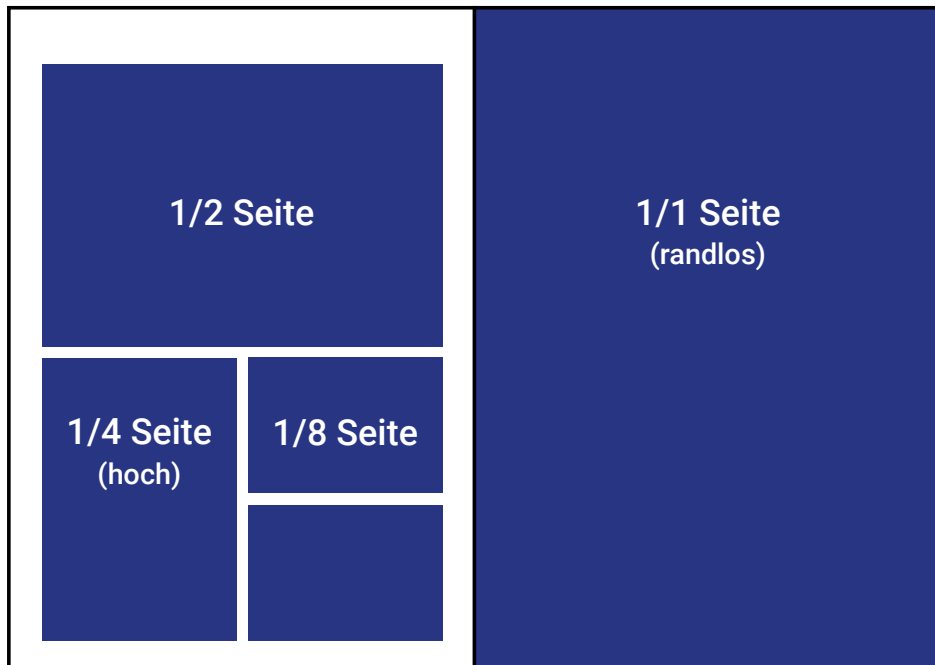 1/2 Seite
1/4 Seite
(hoch)
1/8 Seite
1/1 Seite
(randlos)